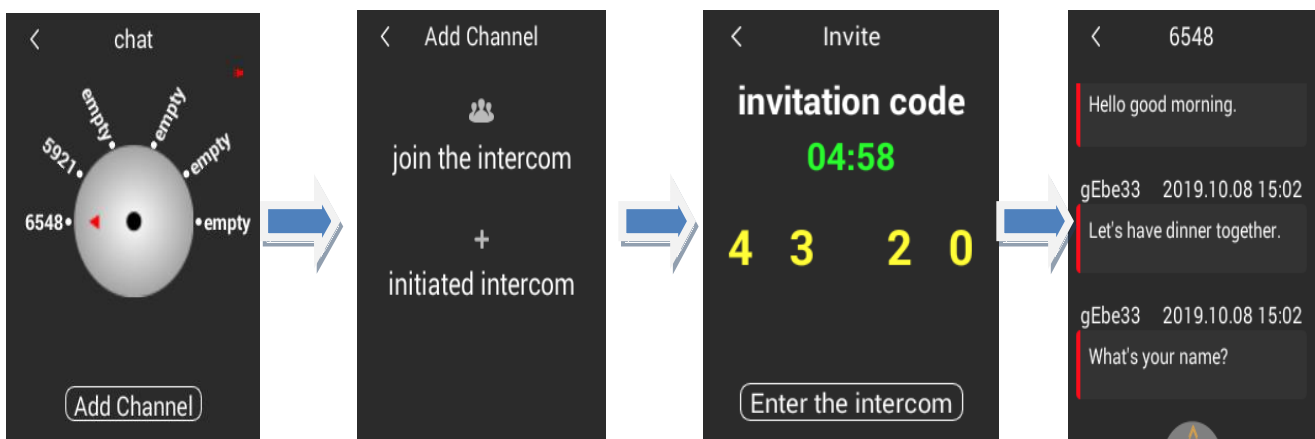 chat
empty
empty
5921
empty
6548
empty
Add Channel
Add Channel
join the intercom
+
initiated intercom
Invite
invitation code
04:58
4 3 2 0
Enter the intercom
6548
Hello good morning.
gEbe33 2019.10.08 15:02
Let's have dinner together.
gEbe33 2019.10.08 15:02
What's your name?